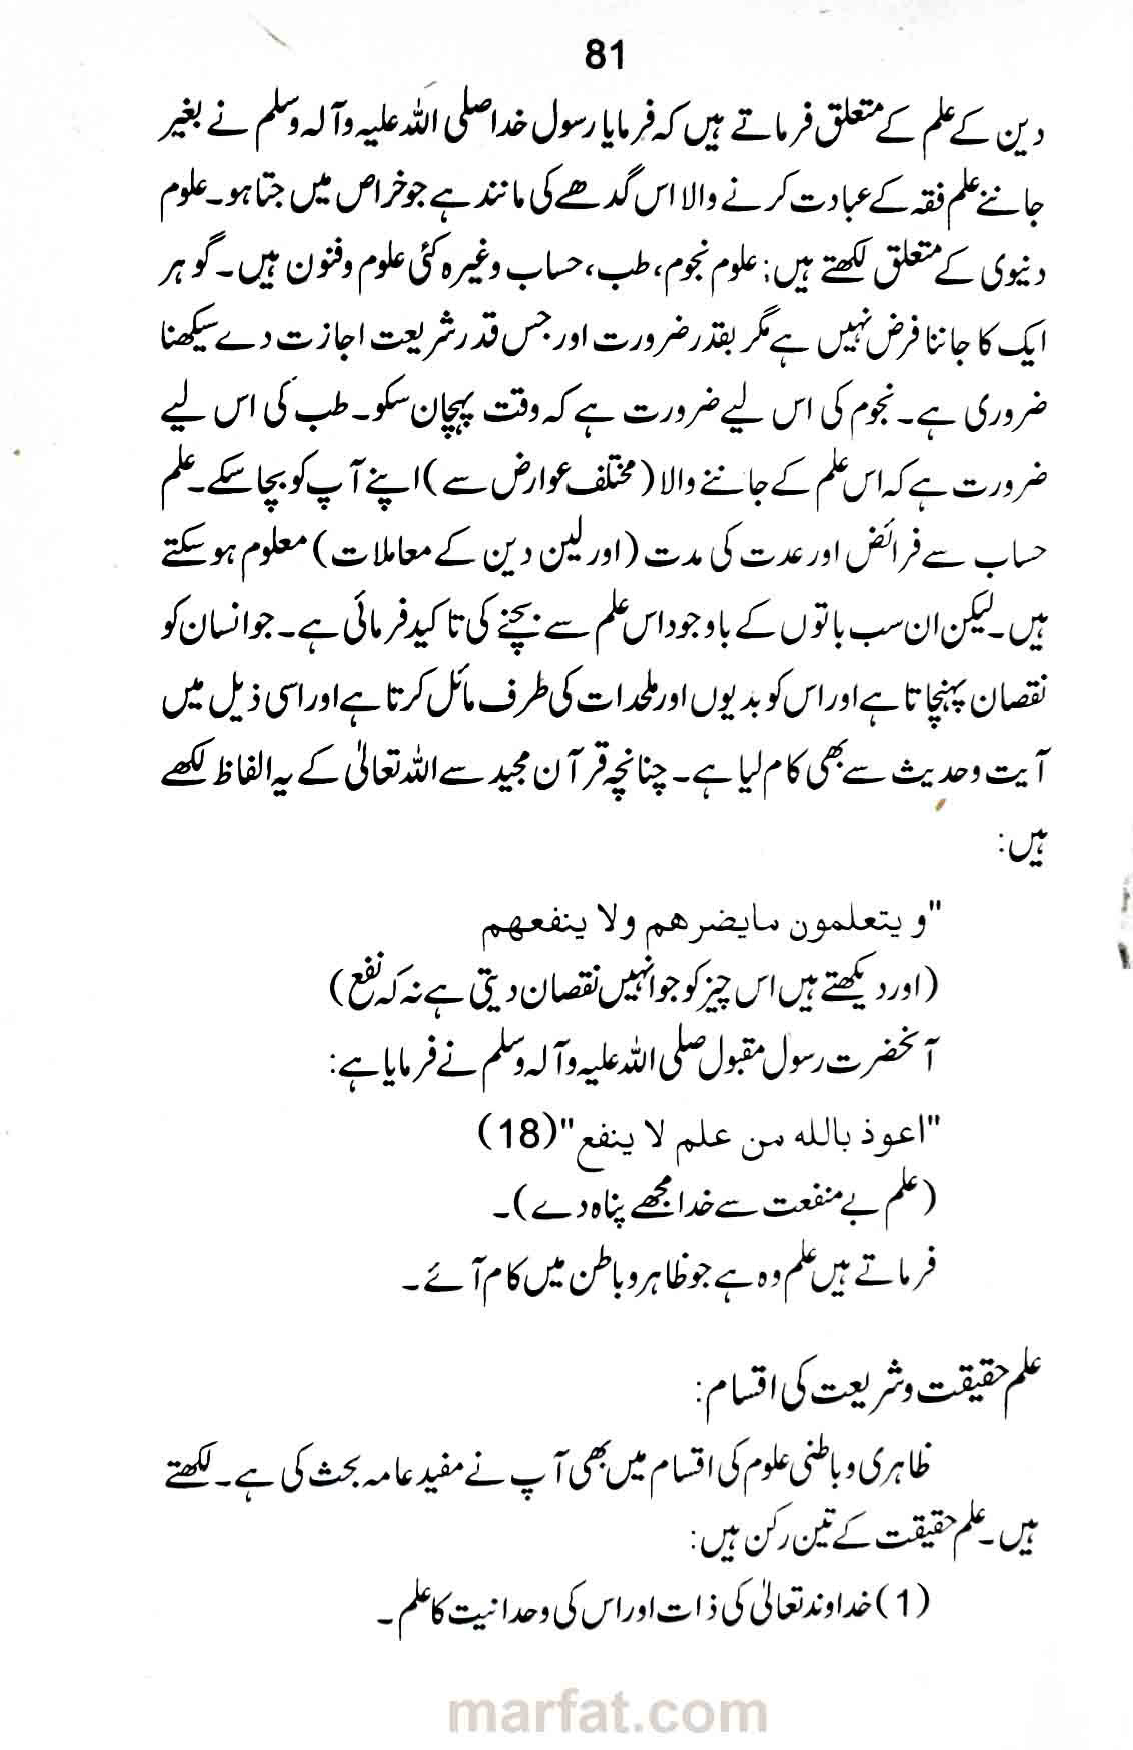 81
دین کے علم کے متعلق فرماتے ہیں کہ فرمایا رسول خدا صلی اللہ علیہ وآلہ وسلم نے بغیر
جاننے علم فقہ کے عبادت کرنے والا اس گدھے کی مانند ہے جو خراص میں جتا ہو۔ علوم
دنیوی کے متعلق لکھتے ہیں: علوم نجوم، طب، حساب وغیرہ کئی علوم وفنون ہیں۔ گو ہر
ایک کا جاننا فرض نہیں ہے مگر بقدر ضرورت اور جس قدر شریعت اجازت دے سیکھنا
ضروری ہے۔ نجوم کی اس لیے ضرورت ہے کہ وقت پہچان سکو۔ طب کی اس لیے
ضرورت ہے کہ اس علم کے جاننے والا (مختلف عوارض سے) اپنے آپ کو بچا سکے۔ علم
حساب سے فرائض اور عدت کی مدت (اور لین دین کے معاملات) معلوم ہو سکتے
ہیں۔ لیکن ان سب باتوں کے باوجود اس علم سے بچنے کی تاکید فرمائی ہے۔ جو انسان کو
نقصان پہنچاتا ہے اور اس کو بدیوں اور ملحدات کی طرف مائل کرتا ہے اور اسی ذیل میں
آیت وحدیث سے بھی کام لیا ہے۔ چنانچہ قرآن مجید سے اللہ تعالیٰ کے یہ الفاظ لکھے
ہیں:
"و یتعلمون مایضرهم ولا ینفعهم
(اور دیکھتے ہیں اس چیز کو جو انہیں نقصان دیتی ہے نہ کہ نفع)
آنحضرت رسول مقبول صلی اللہ علیہ وآلہ وسلم نے فرمایا ہے:
"اعوذ بالله من علم لا ینفع"(18)
(علم بے منفعت سے خدا مجھے پناہ دے)۔
فرماتے ہیں علم وہ ہے جو ظاہر و باطن میں کام آئے۔
علم حقیقت و شریعت کی اقسام:
ظاہری و باطنی علوم کی اقسام میں بھی آپ نے مفید عامہ بحث کی ہے۔ لکھتے
ہیں۔ علم حقیقت کے تین رکن ہیں:
(1) خداوند تعالیٰ کی ذات اور اس کی وحدانیت کا علم۔
marfat.com